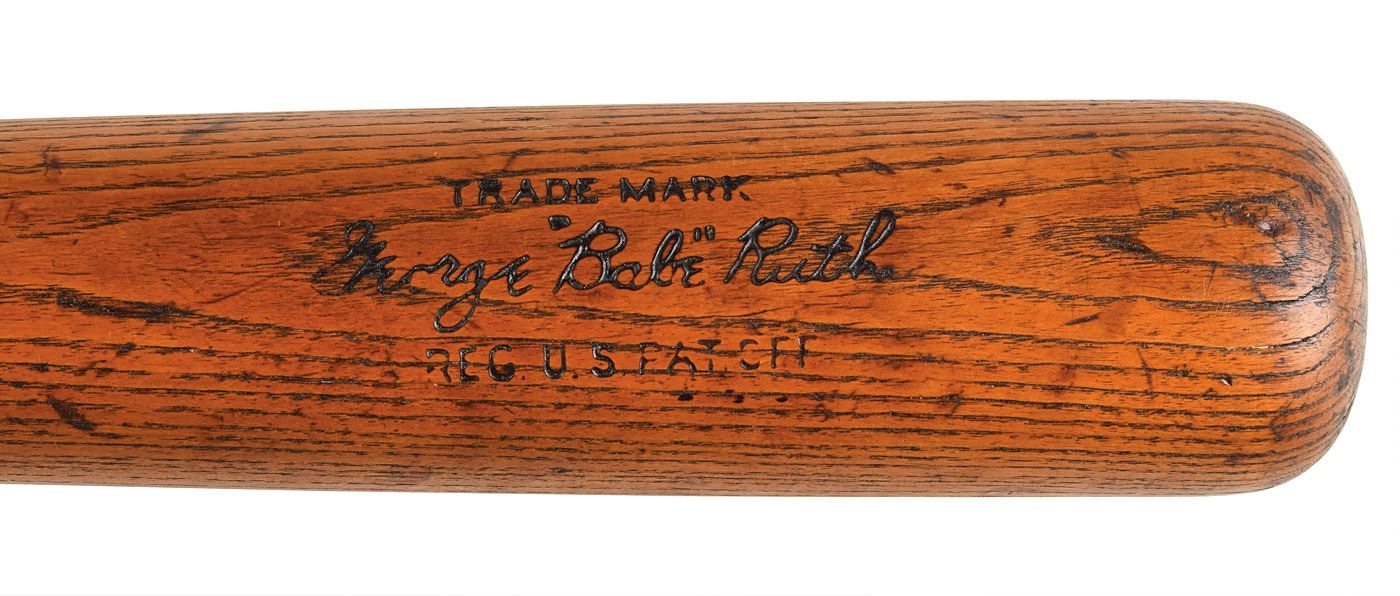 TRADE MARK
George "Babe" Ruth
REG. U.S PAT. OFF